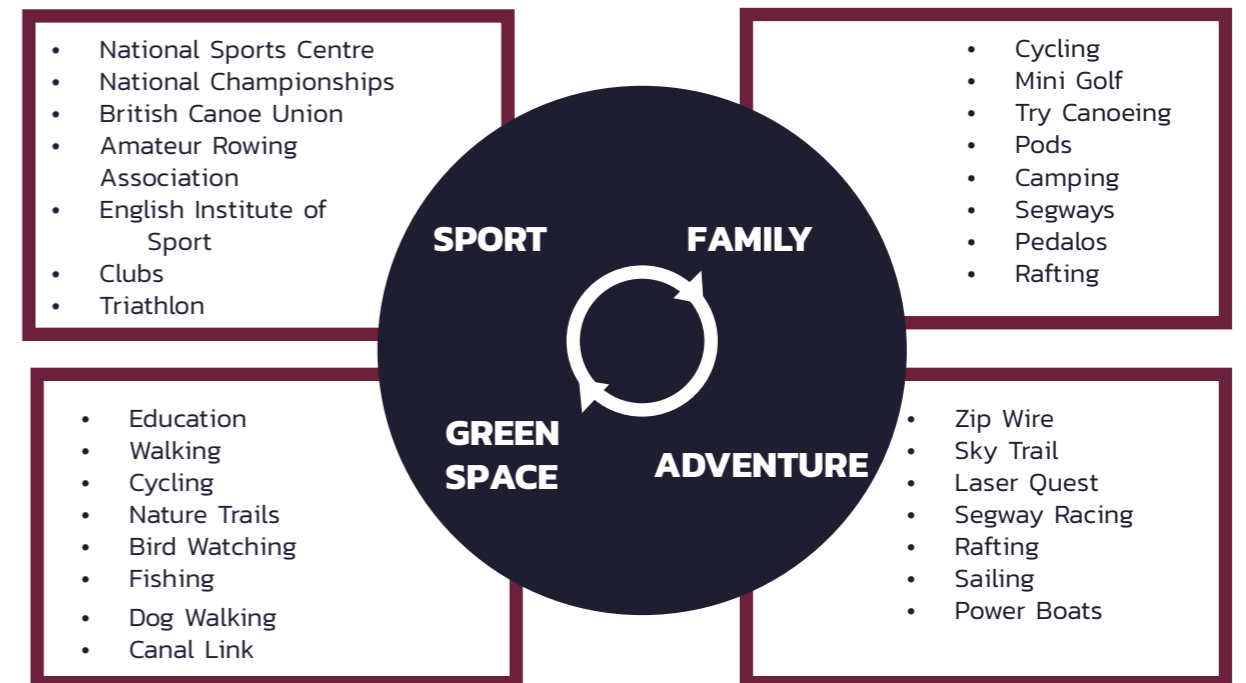 • National Sports Centre
• National Championships
• British Canoe Union
• Amateur Rowing
Association
• English Institute of
Sport
• Clubs
• Triathlon
• Cycling
• Mini Golf
• Try Canoeing
• Pods
• Camping
• Segways
• Pedalos
• Rafting
SPORT
FAMILY
GREEN
SPACE
ADVENTURE
• Education
• Walking
• Cycling
• Nature Trails
• Bird Watching
• Fishing
• Dog Walking
• Canal Link
• Zip Wire
• Sky Trail
• Laser Quest
• Segway Racing
• Rafting
• Sailing
• Power Boats